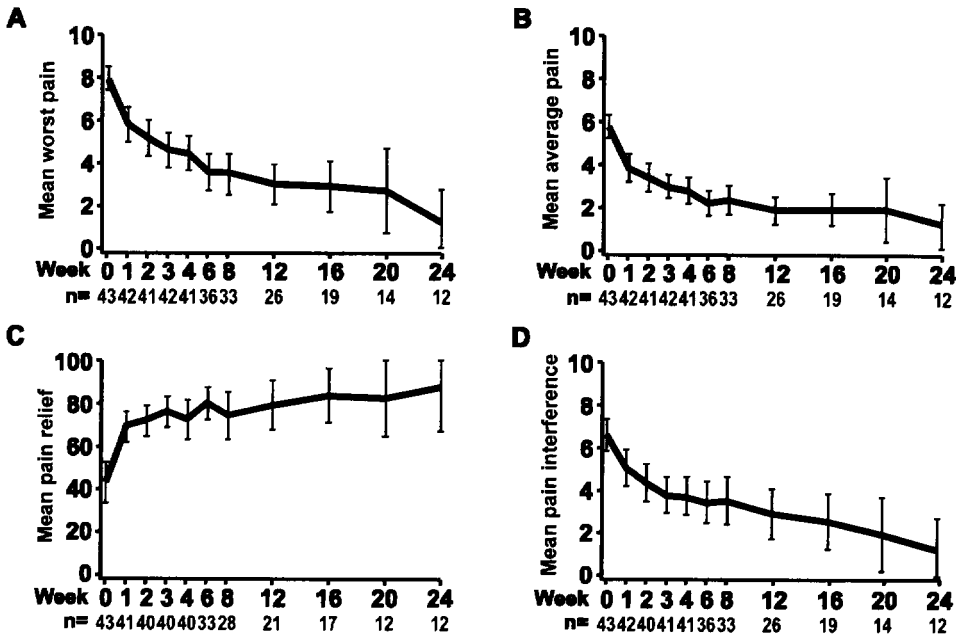 A
Mean worst pain
10
8
6
4
2
0
Week 0 1 2 3 4 6 8 12 16 20 24
n= 43 42 41 42 41 36 33 26 19 14 12
B
Mean average pain
10
8
6
4
2
0
Week 0 1 2 3 4 6 8 12 16 20 24
n= 43 42 41 42 41 36 33 26 19 14 12
C
Mean pain relief
100
80
60
40
20
0
Week 0 1 2 3 4 6 8 12 16 20 24
n= 43 41 40 40 40 33 28 21 17 12 12
D
Mean pain interference
10
8
6
4
2
0
Week 0 1 2 3 4 6 8 12 16 20 24
n= 43 42 40 41 41 36 33 26 19 14 12